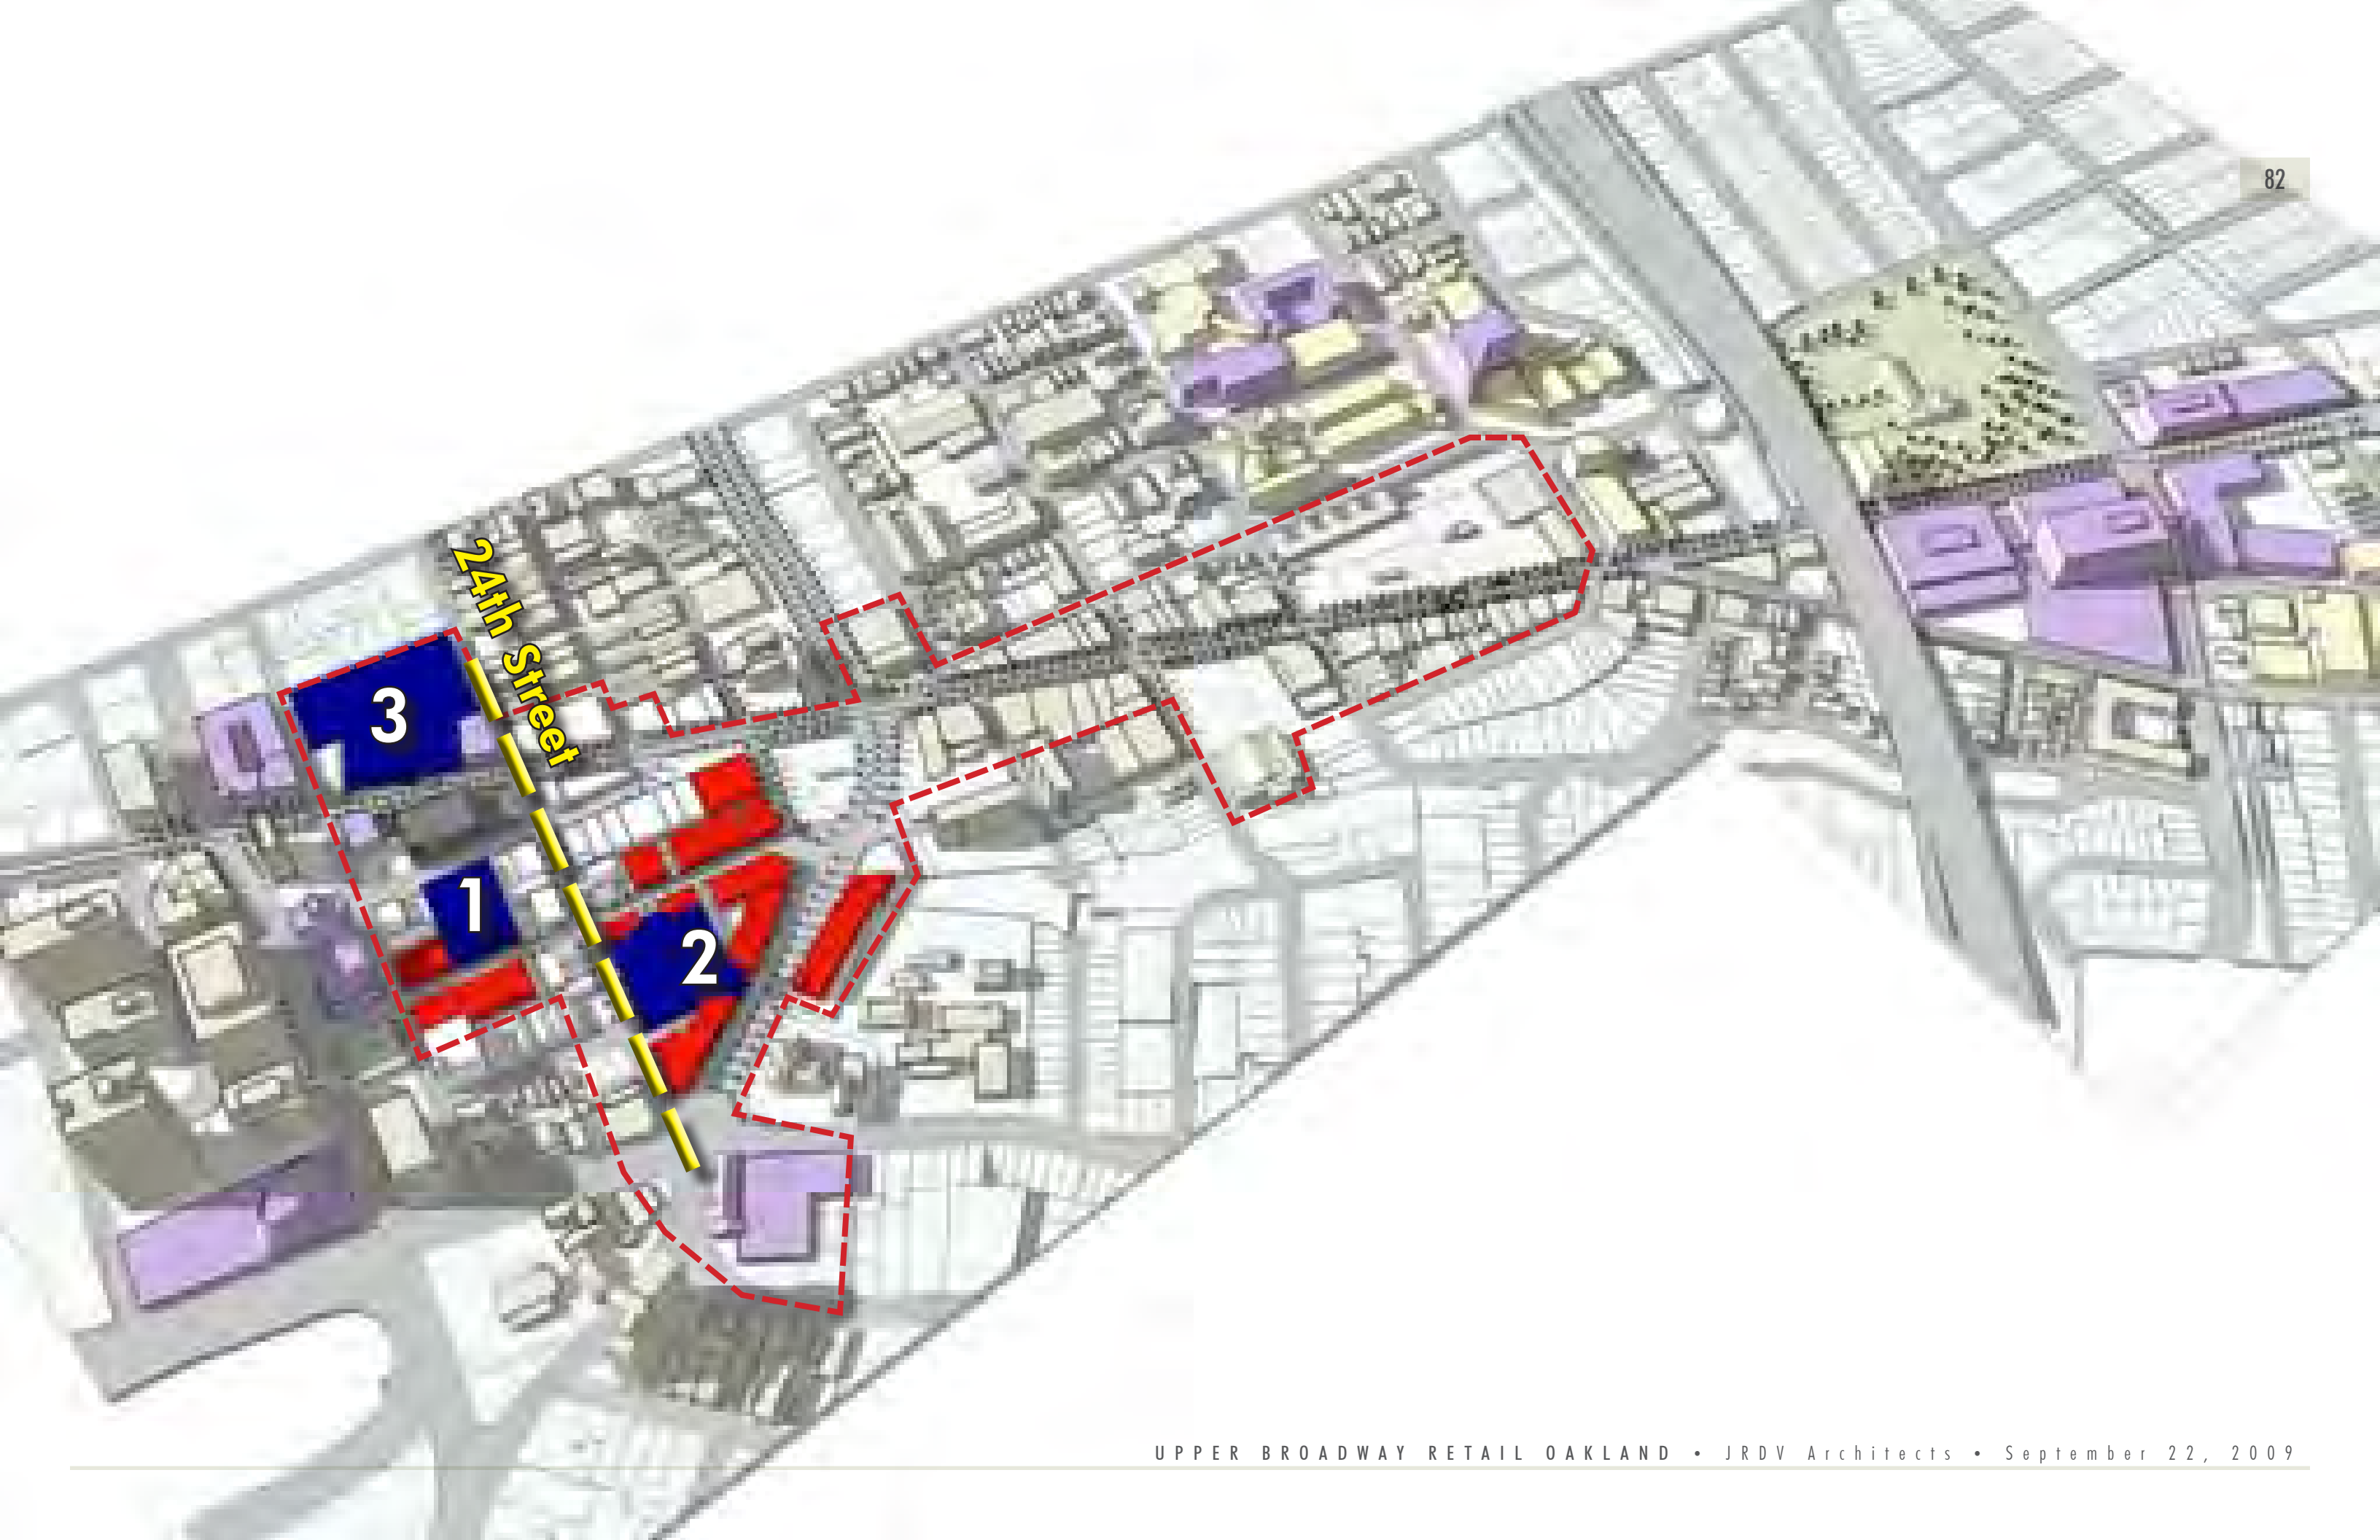 82
24th Street
3
1
2
UPPER BROADWAY RETAIL OAKLAND • JRDV Architects • September 22, 2009